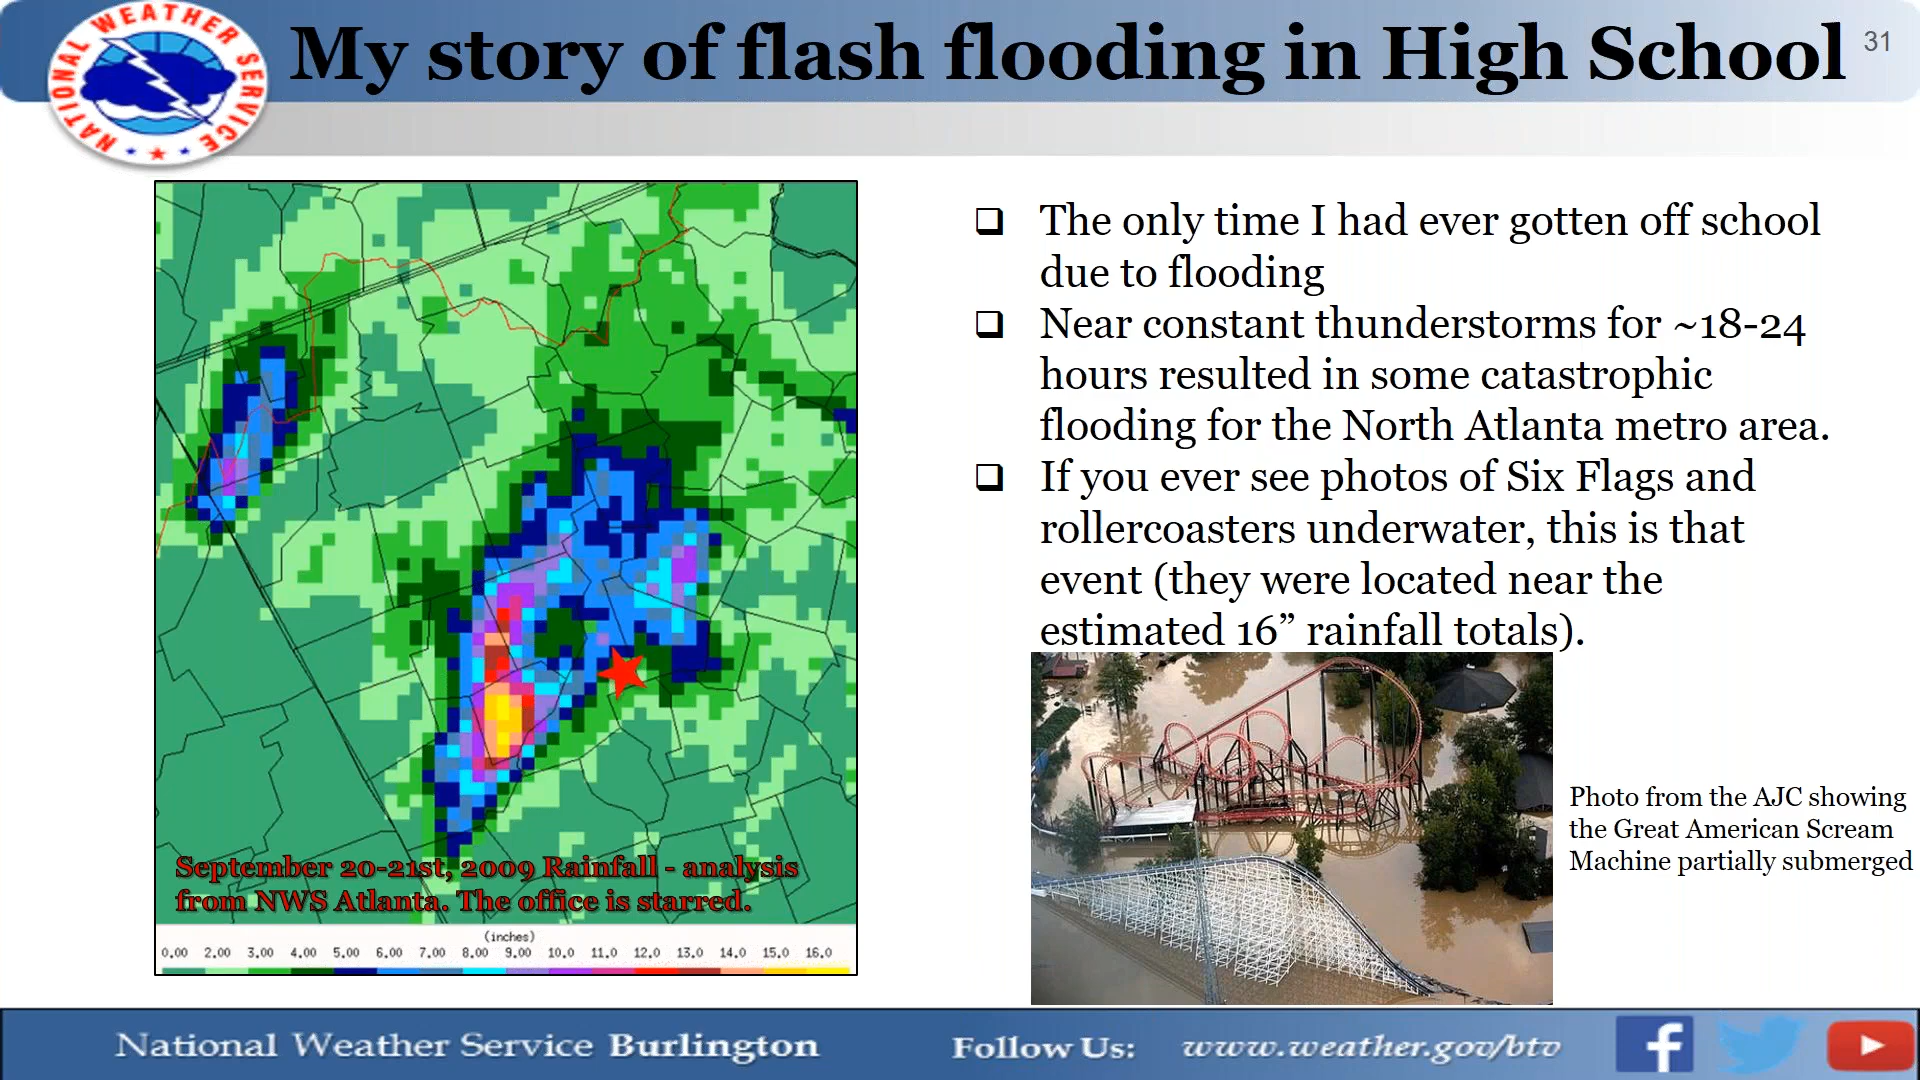 NATIONAL WEATHER SERVICE
My story of flash flooding in High School
31
❑ The only time I had ever gotten off school
due to flooding
❑ Near constant thunderstorms for ~18-24
hours resulted in some catastrophic
flooding for the North Atlanta metro area.
❑ If you ever see photos of Six Flags and
rollercoasters underwater, this is that
event (they were located near the
estimated 16” rainfall totals).
September 20-21st, 2009 Rainfall - analysis
from NWS Atlanta. The office is starred.
(inches)
0.00 2.00 3.00 4.00 5.00 6.00 7.00 8.00 9.00 10.0 11.0 12.0 13.0 14.0 15.0 16.0
Photo from the AJC showing
the Great American Scream
Machine partially submerged
National Weather Service Burlington
Follow Us: www.weather.gov/btv